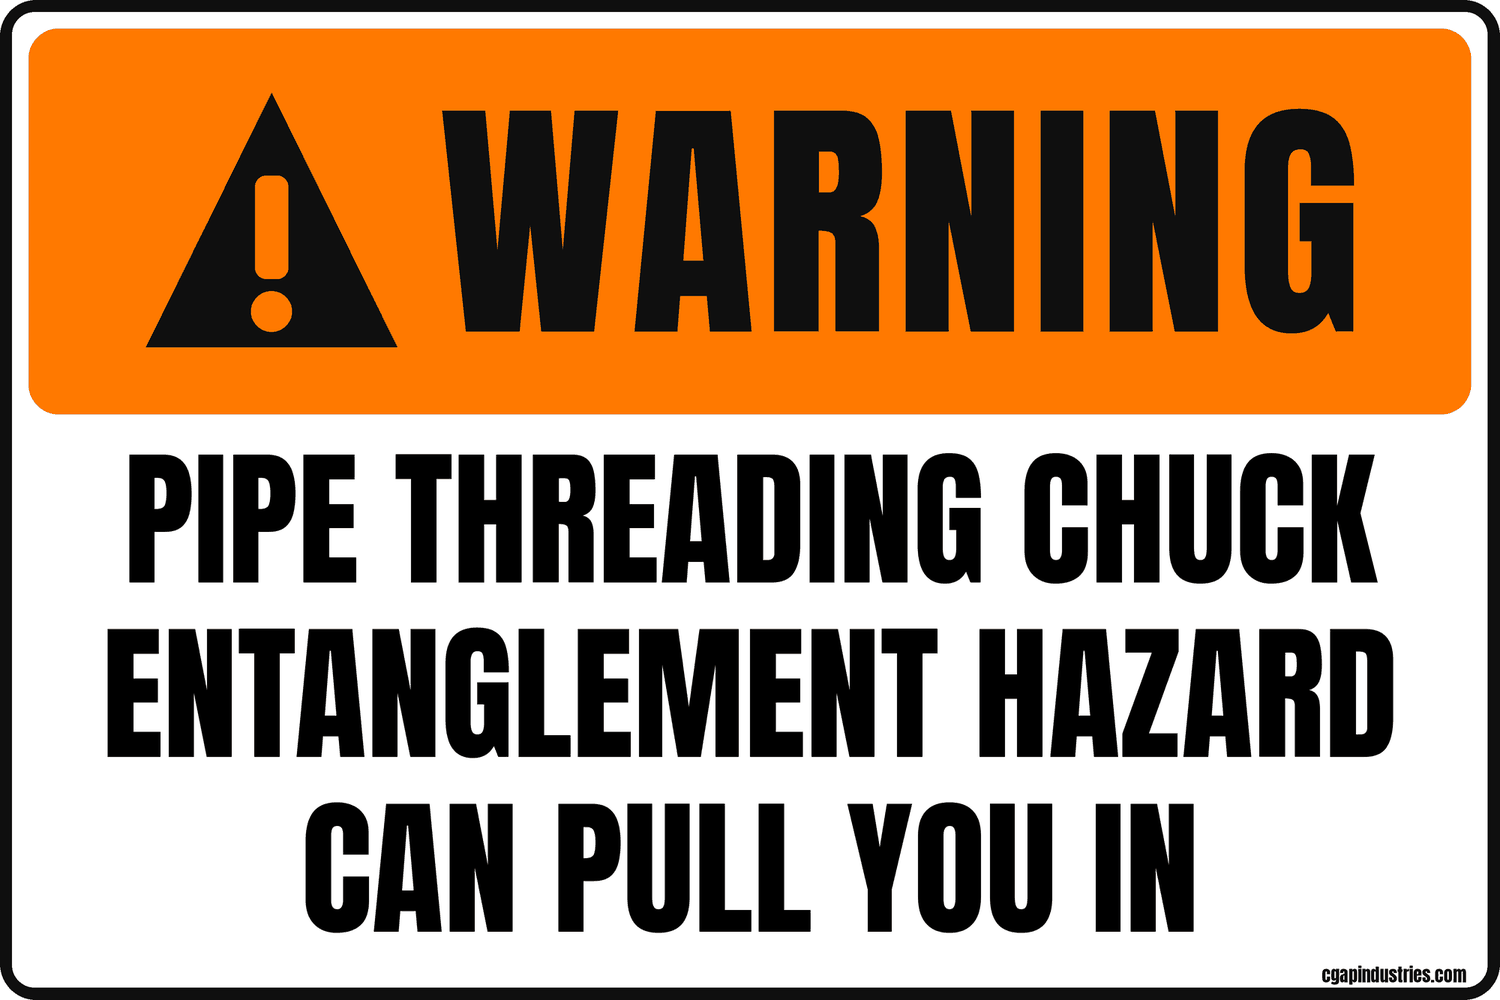 WARNING
PIPE THREADING CHUCK
ENTANGLEMENT HAZARD
CAN PULL YOU IN
cgapindustries.com